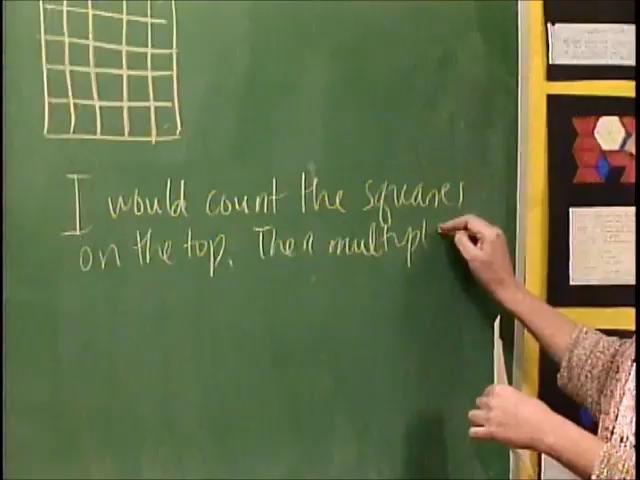 I would count the squares
on the top. Then multipl